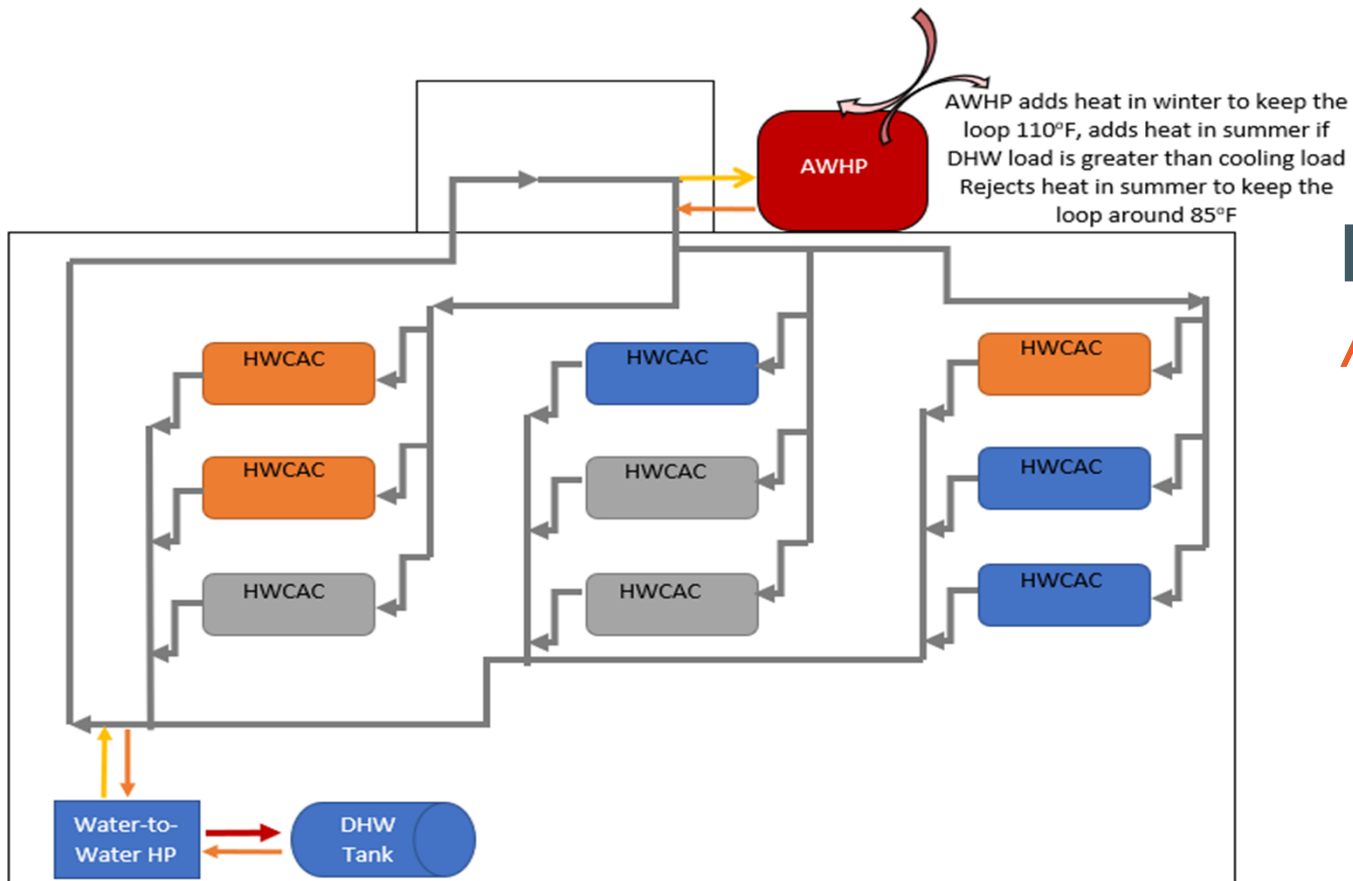 AWHP adds heat in winter to keep the
loop 110°F, adds heat in summer if
DHW load is greater than cooling load
Rejects heat in summer to keep the
loop around 85°F
AWHP
HWCAC
HWCAC
HWCAC
HWCAC
HWCAC
HWCAC
HWCAC
HWCAC
HWCAC
Water-to-
Water HP
DHW
Tank